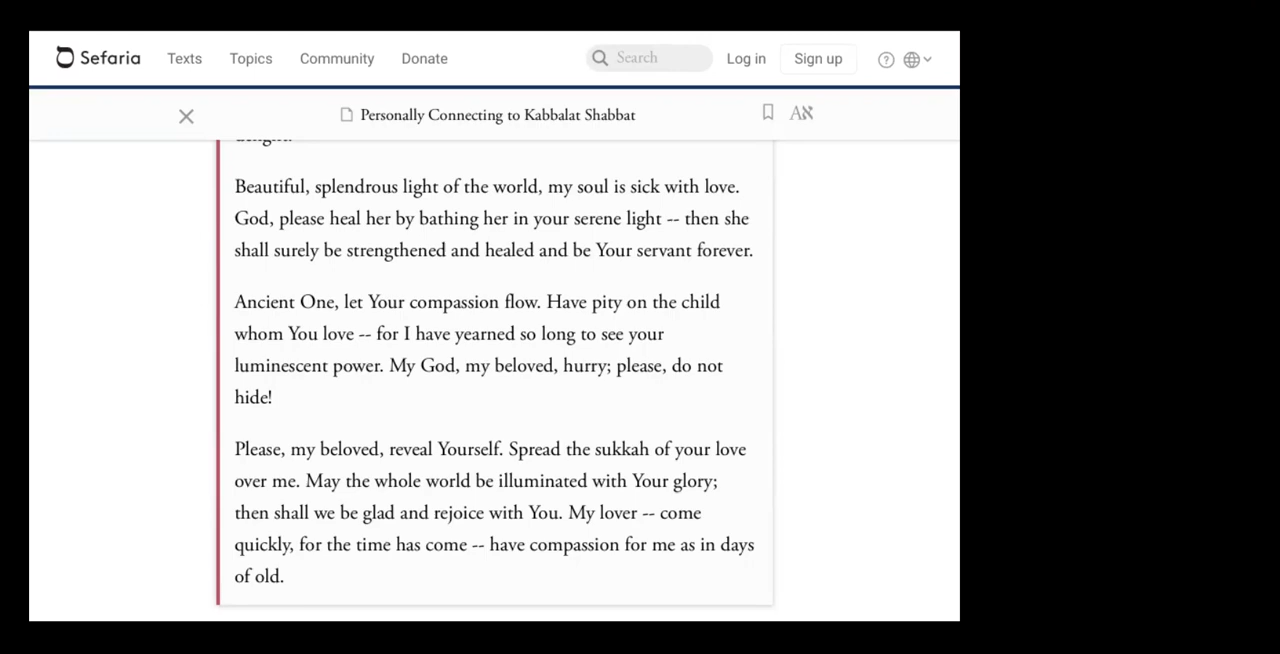 Sefaria Texts Topics Community Donate Search Log in Sign up
Personally Connecting to Kabbalat Shabbat Aא
Beautiful, splendrous light of the world, my soul is sick with love.
God, please heal her by bathing her in your serene light -- then she
shall surely be strengthened and healed and be Your servant forever.
Ancient One, let Your compassion flow. Have pity on the child
whom You love -- for I have yearned so long to see your
luminescent power. My God, my beloved, hurry; please, do not
hide!
Please, my beloved, reveal Yourself. Spread the sukkah of your love
over me. May the whole world be illuminated with Your glory;
then shall we be glad and rejoice with You. My lover -- come
quickly, for the time has come -- have compassion for me as in days
of old.